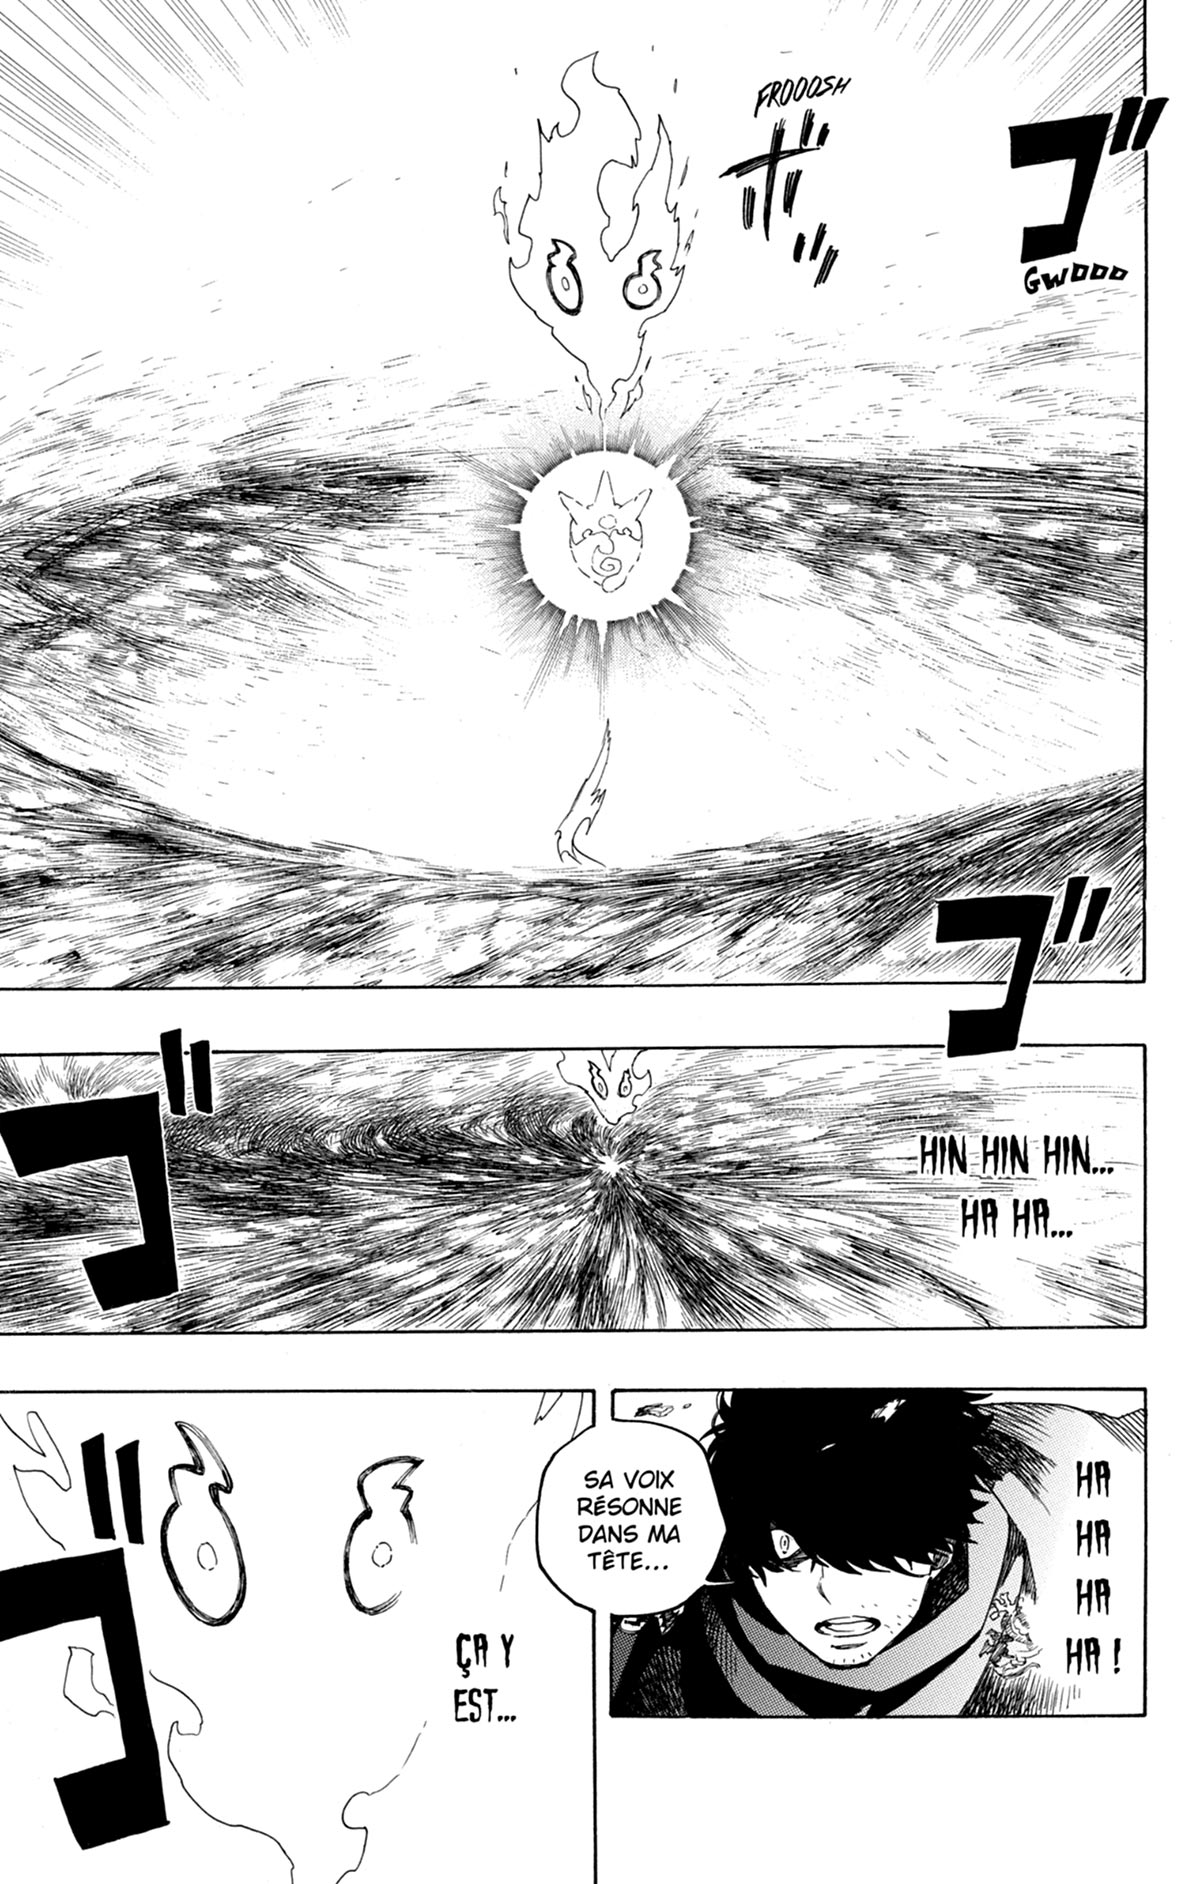 FROOOSH
ボッ
ゴ
GWOOO
ゴ
ゴ
HIN HIN HIN...
HA HA...
HA
HA
HA
HA !
SA VOIX
RÉSONNE
DANS MA
TÊTE...
ゴ
ÇA Y
EST...